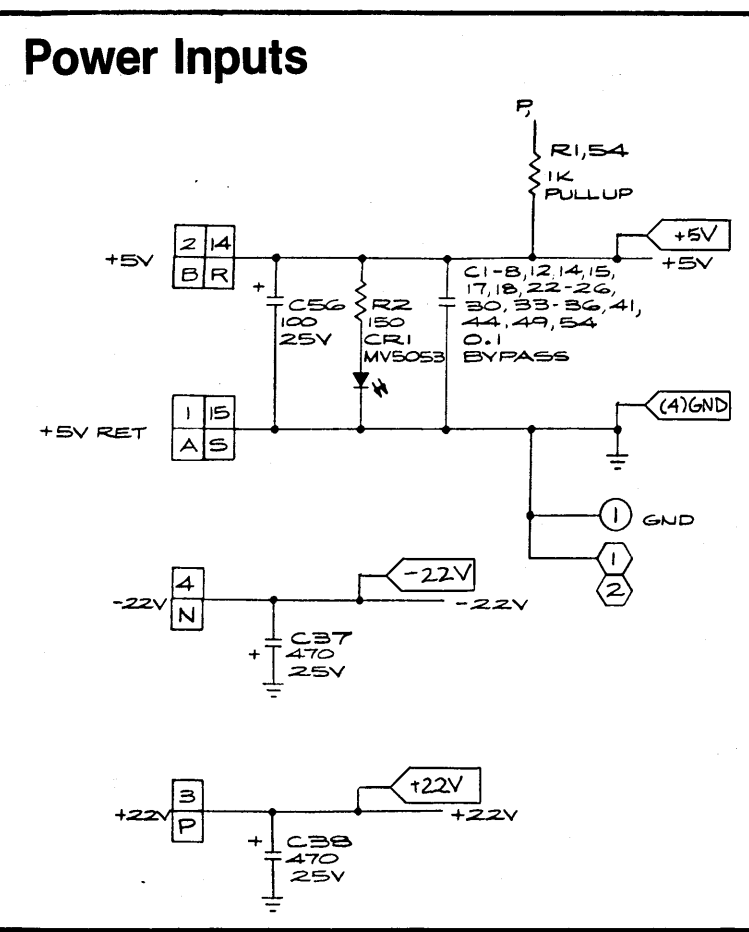 Power Inputs
P,
R1,54
1K
PULLUP
+5V
2 14
B R
+5V
+5V
+
C56
100
25V
R2
150
CR1
MV5053
C1-8,12,14,15,
17,18,22-26,
30,33-36,41,
44,49,54
0.1
BYPASS
+5V RET
1 15
A S
(4)GND
1
GND
1
2
-22V
4
N
-22V
-22V
+
C37
470
25V
+22V
3
P
+22V
+22V
+
C38
470
25V